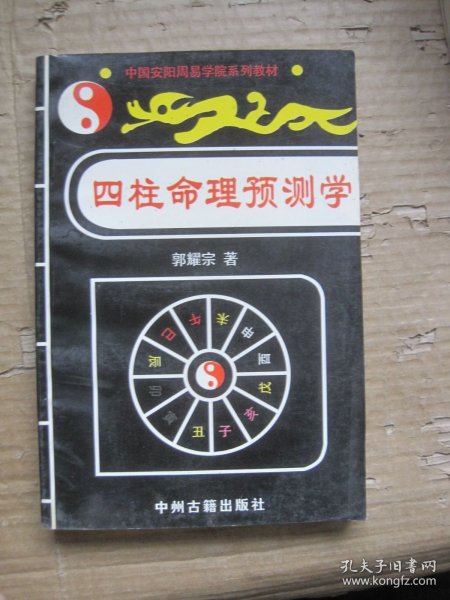 中国安阳周易学院系列教材
四柱命理预测学
郭耀宗 著
午 未 申 酉 戌 亥 子 丑 寅 卯 辰 巳
中州古籍出版社
孔夫子旧书网
www.kongfz.com